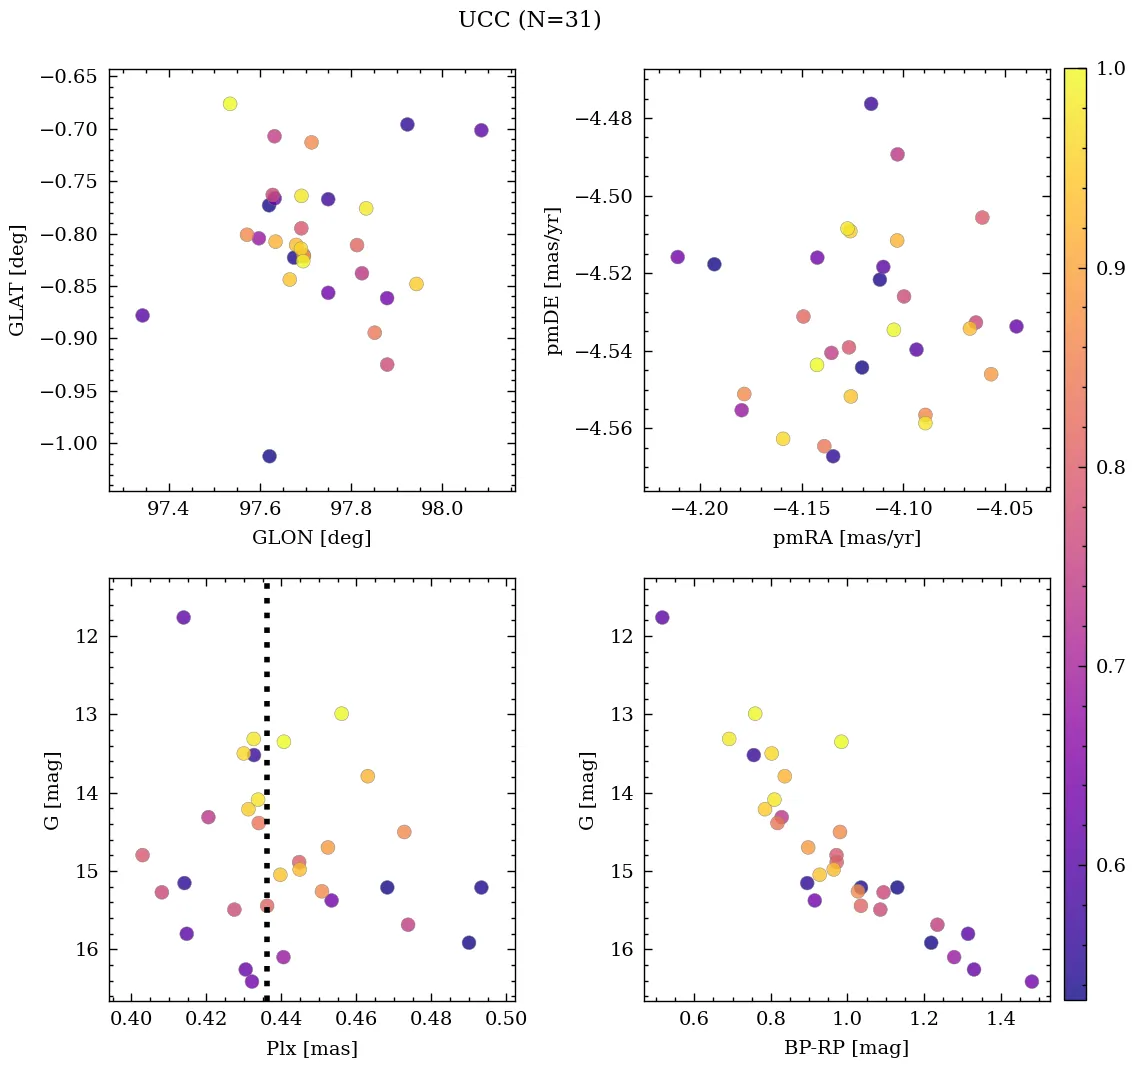 UCC (N=31)
−0.65
−0.70
−0.75
−0.80
−0.85
−0.90
−0.95
−1.00
GLAT [deg]
97.4 97.6 97.8 98.0
GLON [deg]
−4.48
−4.50
−4.52
−4.54
−4.56
pmDE [mas/yr]
−4.20 −4.15 −4.10 −4.05
pmRA [mas/yr]
12
13
14
15
16
G [mag]
0.40 0.42 0.44 0.46 0.48 0.50
Plx [mas]
12
13
14
15
16
G [mag]
0.6 0.8 1.0 1.2 1.4
BP-RP [mag]
1.0
0.9
0.8
0.7
0.6